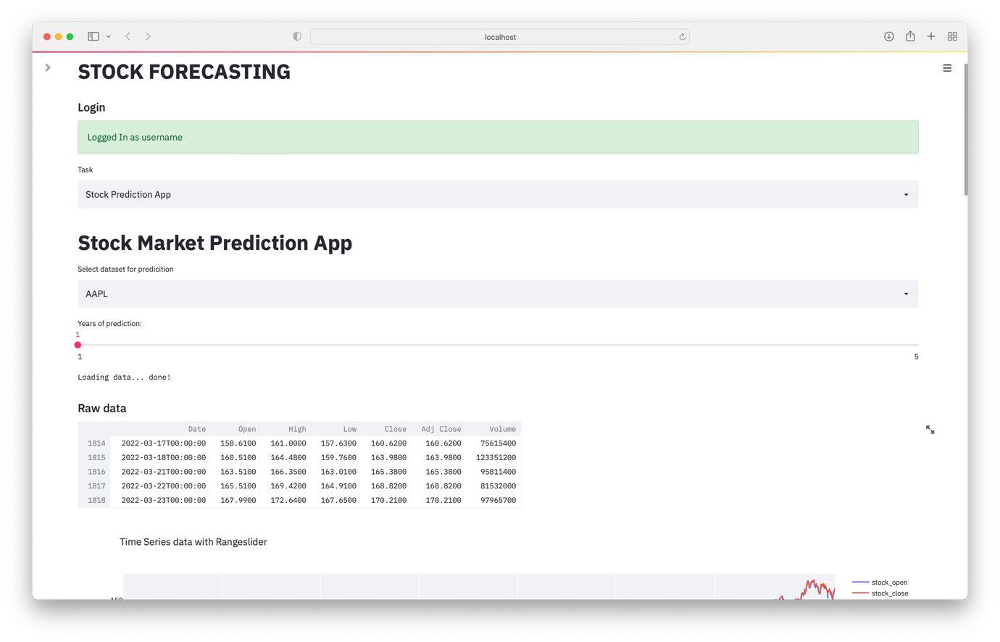 localhost
STOCK FORECASTING
Login
Logged In as username
Task
Stock Prediction App
Stock Market Prediction App
Select dataset for predicition
AAPL
Years of prediction:
1
1 5
Loading data... done!
Raw data
Date Open High Low Close Adj Close Volume
1814 2022-03-17T00:00:00 158.6100 161.0000 157.6300 160.6200 160.6200 75615400
1815 2022-03-18T00:00:00 160.5100 164.4800 159.7600 163.9800 163.9800 123351200
1816 2022-03-21T00:00:00 163.5100 166.3500 163.0100 165.3800 165.3800 95811400
1817 2022-03-22T00:00:00 165.5100 169.4200 164.9100 168.8200 168.8200 81532000
1818 2022-03-23T00:00:00 167.9900 172.6400 167.6500 170.2100 170.2100 97965700
Time Series data with Rangeslider
stock_open
stock_close